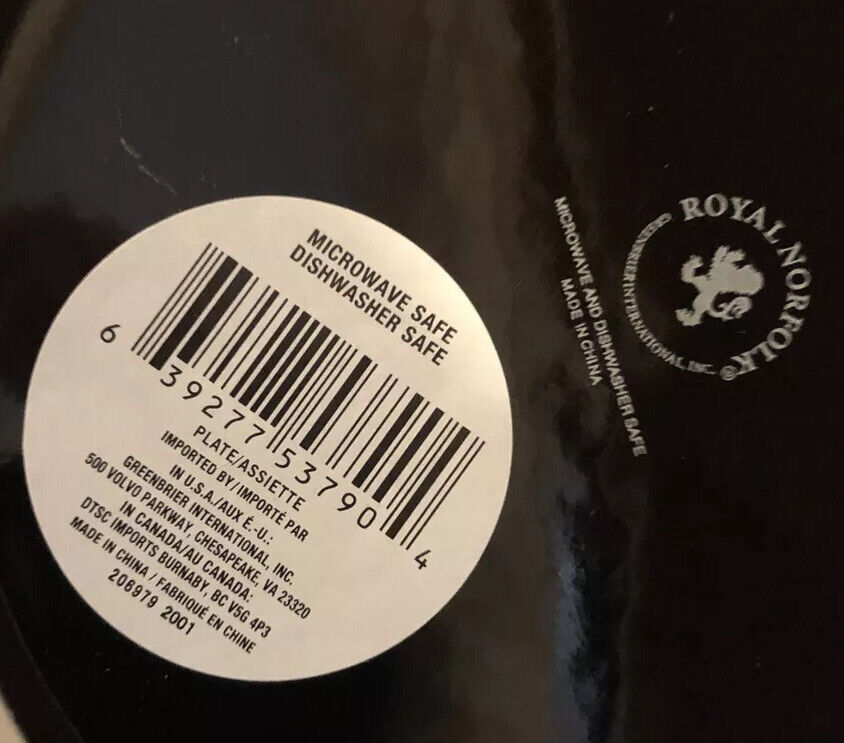 MICROWAVE SAFE
DISHWASHER SAFE
6 39277 53790 4
PLATE/ASSIETTE
IMPORTED BY/IMPORTÉ PAR
IN U.S.A./AUX É.-U.:
GREENBRIER INTERNATIONAL, INC.
500 VOLVO PARKWAY, CHESAPEAKE, VA 23320
IN CANADA/AU CANADA:
DTSC IMPORTS BURNABY, BC V5G 4P3
MADE IN CHINA / FABRIQUÉ EN CHINE
206979 2001
ROYAL NORFOLK®
GREENBRIER INTERNATIONAL, INC.
MICROWAVE AND DISHWASHER SAFE
MADE IN CHINA